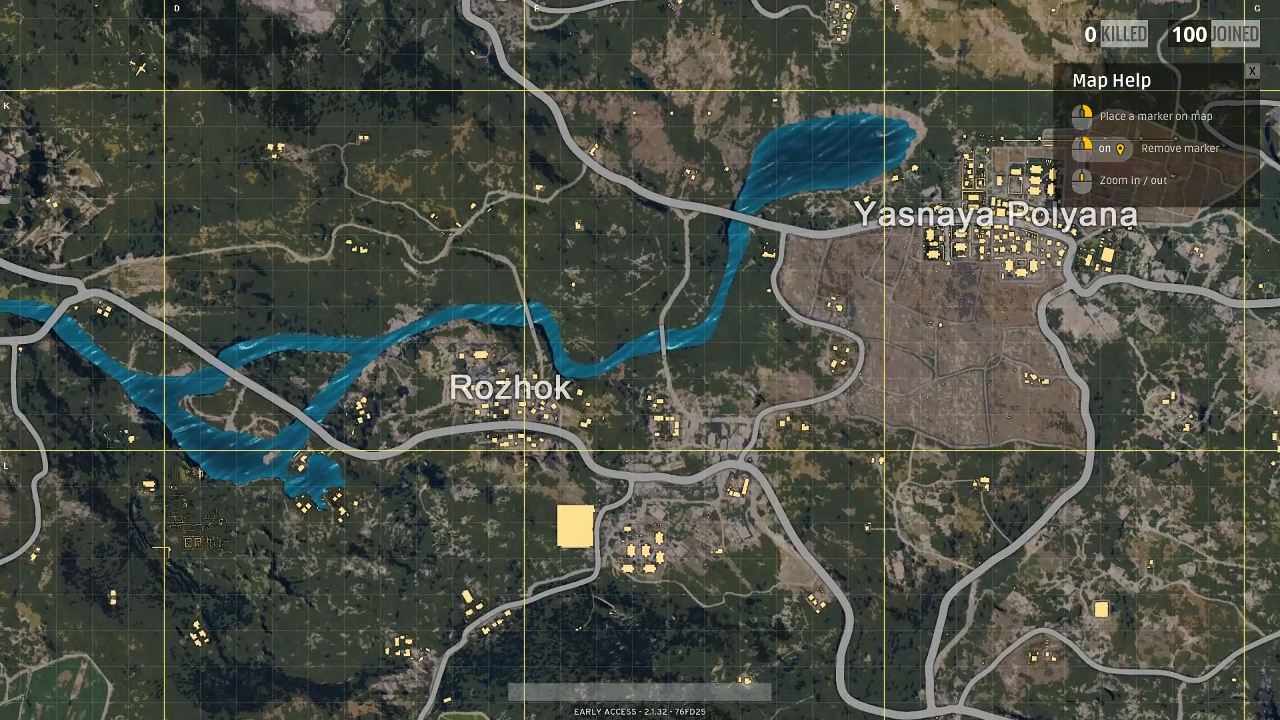 D E F G
0 KILLED 100 JOINED
Map Help X
K
Place a marker on map
on Remove marker
Zoom in / out
Yasnaya Polyana
Rozhok
L
EARLY ACCESS - 2.1.32 - 76FD25